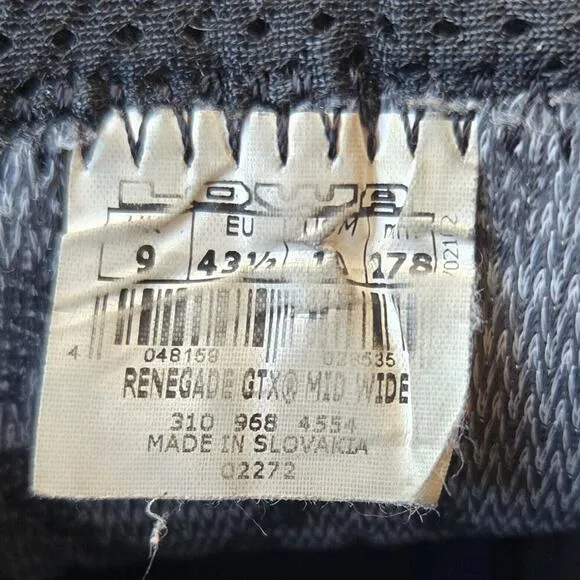 LOWA
UK EU
9 43½ 178
4 048159
RENEGADE GTX® MID WIDE
310 968 4554
MADE IN SLOVAKIA
02272